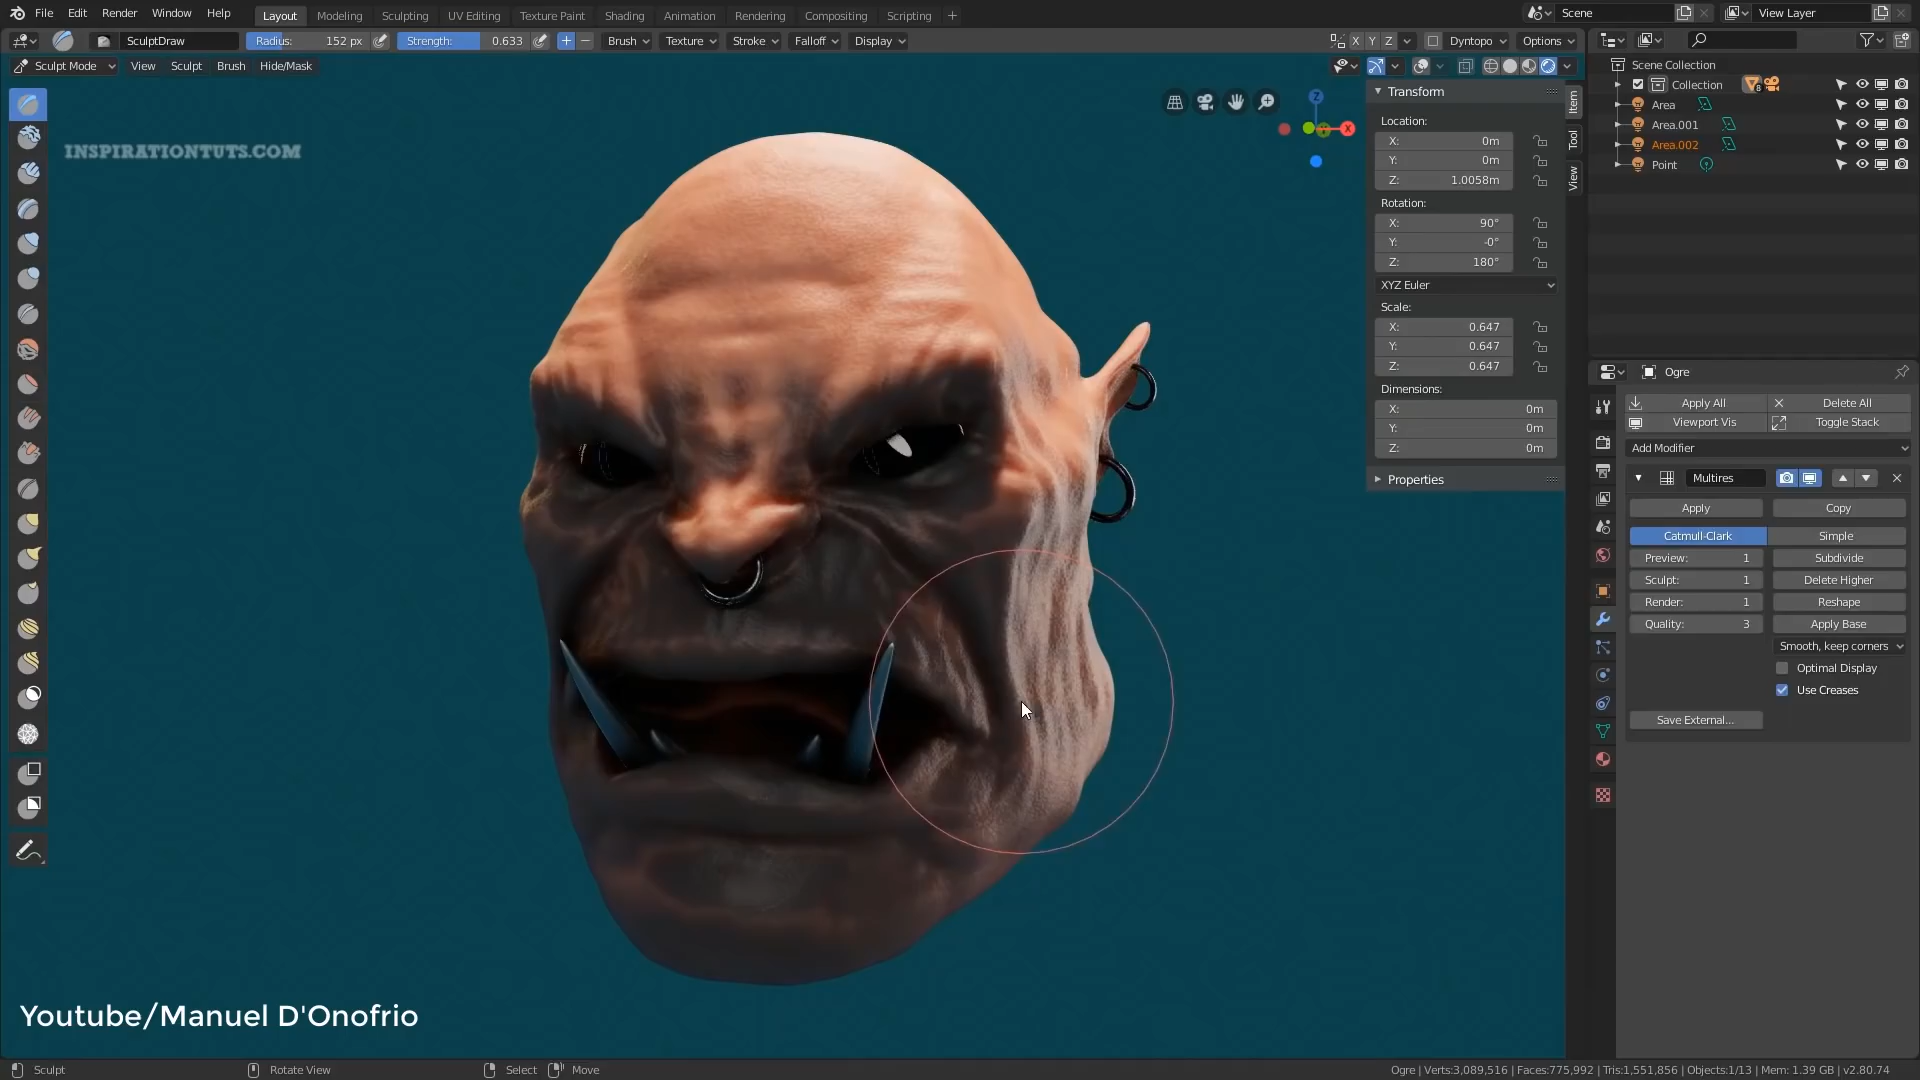 File Edit Render Window Help
Layout Modeling Sculpting UV Editing Texture Paint Shading Animation Rendering Compositing Scripting +
Scene
View Layer
SculptDraw Radius: 152 px Strength: 0.633 Brush Texture Stroke Falloff Display
X Y Z Dyntopo Options
Sculpt Mode View Sculpt Brush Hide/Mask
INSPIRATIONTUTS.COM
Z
X
Transform
Location:
X: 0m
Y: 0m
Z: 1.0058m
Rotation:
X: 90°
Y: -0°
Z: 180°
XYZ Euler
Scale:
X: 0.647
Y: 0.647
Z: 0.647
Dimensions:
X: 0m
Y: 0m
Z: 0m
Properties
Item
Tool
View
Scene Collection
Collection 8
Area
Area.001
Area.002
Point
Ogre
Apply All Delete All
Viewport Vis Toggle Stack
Add Modifier
Multires
Apply Copy
Catmull-Clark Simple
Preview: 1 Subdivide
Sculpt: 1 Delete Higher
Render: 1 Reshape
Quality: 3 Apply Base
Smooth, keep corners
Optimal Display
Use Creases
Save External...
Youtube/Manuel D'Onofrio
Sculpt Rotate View Select Move
Ogre | Verts:3,089,516 | Faces:775,992 | Tris:1,551,856 | Objects:1/13 | Mem: 1.39 GB | v2.80.74